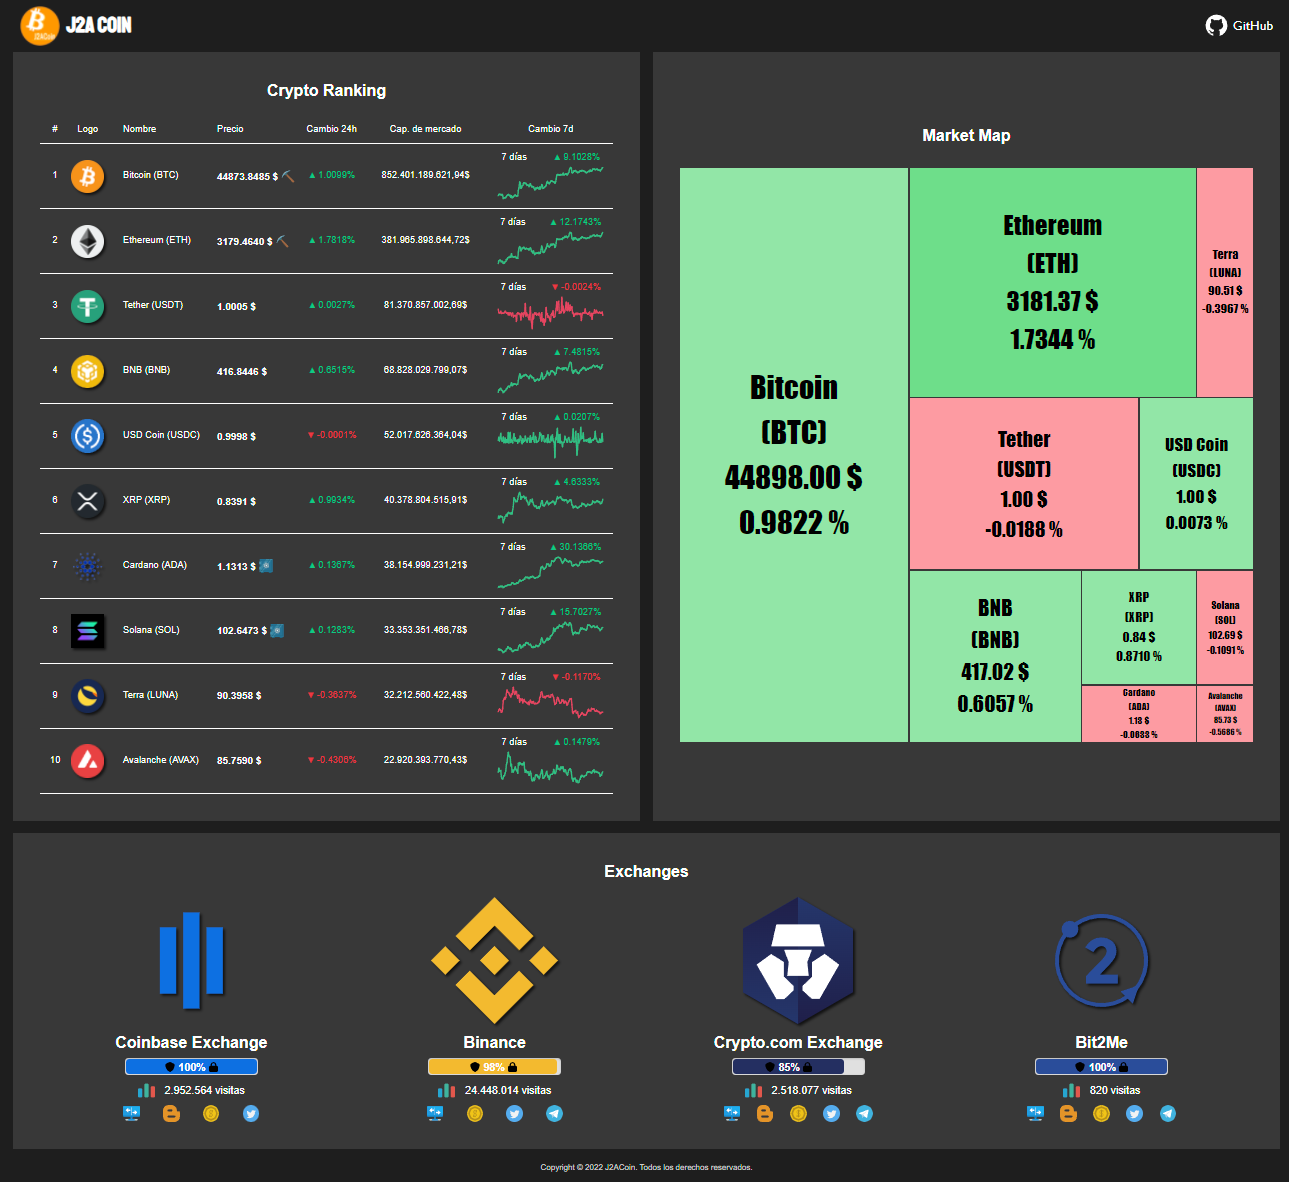 J2A COIN
GitHub
Crypto Ranking
# Logo Nombre Precio Cambio 24h Cap. de mercado Cambio 7d
1 Bitcoin (BTC) 44873.8485 $ ▲ 1.0099% 852.401.189.621,94$ 7 días ▲ 9.1028%
2 Ethereum (ETH) 3179.4640 $ ▲ 1.7818% 381.965.898.644,72$ 7 días ▲ 12.1743%
3 Tether (USDT) 1.0005 $ ▲ 0.0027% 81.370.857.002,69$ 7 días ▼ -0.0024%
4 BNB (BNB) 416.8446 $ ▲ 0.6515% 68.828.029.799,07$ 7 días ▲ 7.4815%
5 USD Coin (USDC) 0.9998 $ ▼ -0.0001% 52.017.626.364,04$ 7 días ▲ 0.0207%
6 XRP (XRP) 0.8391 $ ▲ 0.9934% 40.378.804.515,91$ 7 días ▲ 4.6333%
7 Cardano (ADA) 1.1313 $ ▲ 0.1367% 38.154.999.231,21$ 7 días ▲ 30.1366%
8 Solana (SOL) 102.6473 $ ▲ 0.1283% 33.353.351.466,78$ 7 días ▲ 15.7027%
9 Terra (LUNA) 90.3958 $ ▼ -0.3637% 32.212.560.422,48$ 7 días ▼ -0.1170%
10 Avalanche (AVAX) 85.7590 $ ▼ -0.4306% 22.920.393.770,43$ 7 días ▲ 0.1479%
Market Map
Bitcoin
(BTC)
44898.00 $
0.9822 %
Ethereum
(ETH)
3181.37 $
1.7344 %
Terra
(LUNA)
90.51 $
-0.3967 %
Tether
(USDT)
1.00 $
-0.0188 %
USD Coin
(USDC)
1.00 $
0.0073 %
BNB
(BNB)
417.02 $
0.6057 %
XRP
(XRP)
0.84 $
0.8710 %
Solana
(SOL)
102.69 $
-0.1091 %
Cardano
(ADA)
1.18 $
-0.0088 %
Avalanche
(AVAX)
85.73 $
-0.5686 %
Exchanges
Coinbase Exchange
100%
2.952.564 visitas
Binance
98%
24.448.014 visitas
Crypto.com Exchange
85%
2.518.077 visitas
2
Bit2Me
100%
820 visitas
Copyright © 2022 J2ACoin. Todos los derechos reservados.